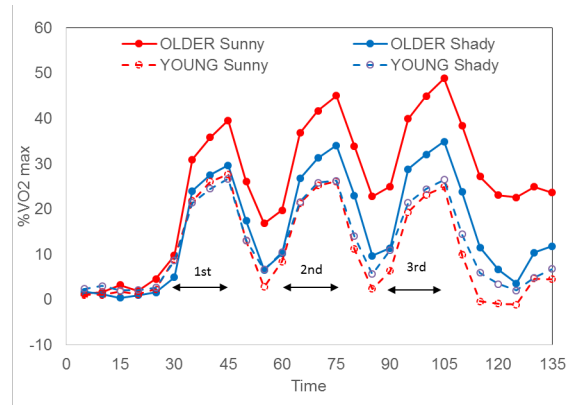 OLDER Sunny OLDER Shady
YOUNG Sunny YOUNG Shady
60
50
40
30
20
10
0
-10
%VO2 max
1st 2nd 3rd
0 15 30 45 60 75 90 105 120 135
Time